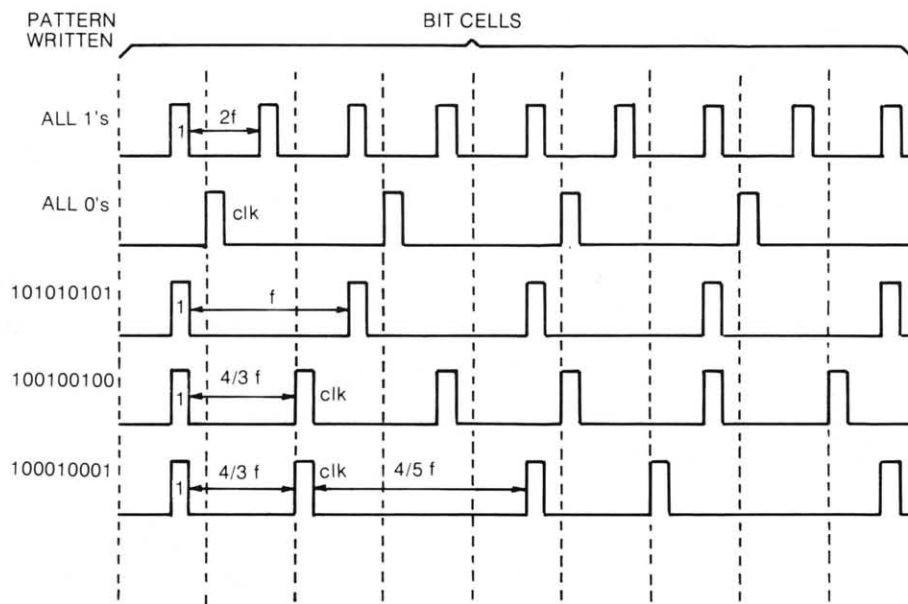 PATTERN
WRITTEN
BIT CELLS
ALL 1's
1
2f
ALL 0's
clk
101010101
1
f
100100100
1
4/3 f
clk
100010001
1
4/3 f
clk
4/5 f